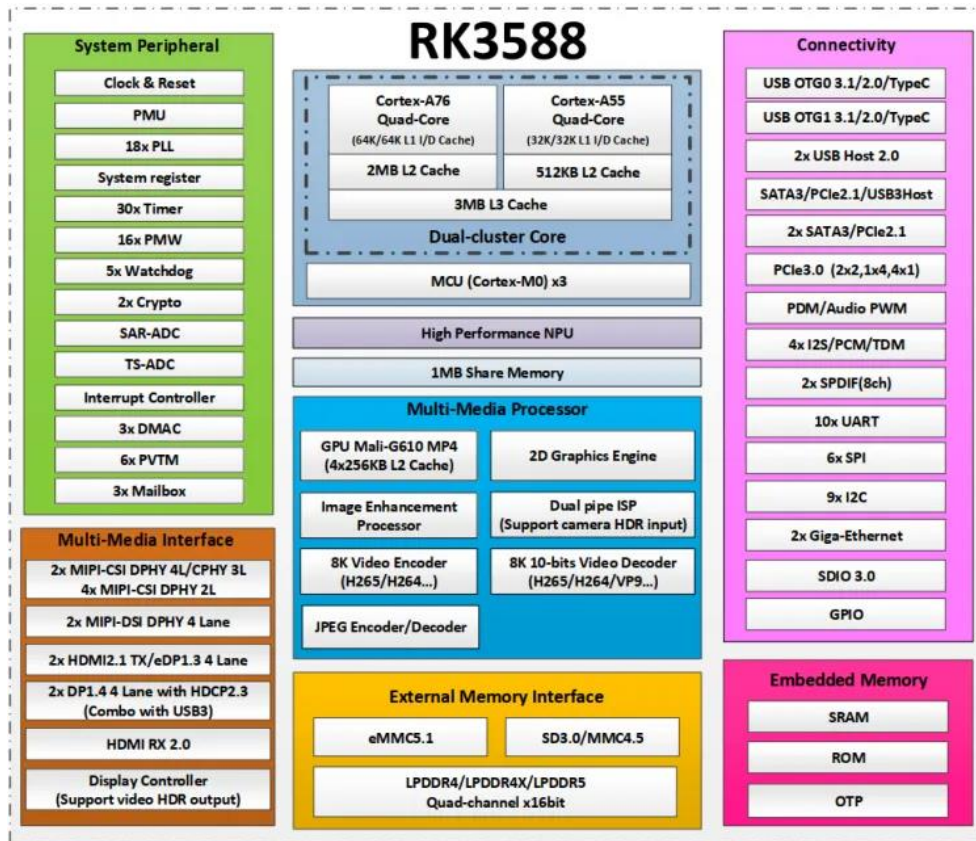 RK3588
System Peripheral
Clock & Reset
PMU
18x PLL
System register
30x Timer
16x PMW
5x Watchdog
2x Crypto
SAR-ADC
TS-ADC
Interrupt Controller
3x DMAC
6x PVTM
3x Mailbox
Multi-Media Interface
2x MIPI-CSI DPHY 4L/CPHY 3L
4x MIPI-CSI DPHY 2L
2x MIPI-DSI DPHY 4 Lane
2x HDMI2.1 TX/eDP1.3 4 Lane
2x DP1.4 4 Lane with HDCP2.3
(Combo with USB3)
HDMI RX 2.0
Display Controller
(Support video HDR output)
Cortex-A76
Quad-Core
(64K/64K L1 I/D Cache)
2MB L2 Cache
Cortex-A55
Quad-Core
(32K/32K L1 I/D Cache)
512KB L2 Cache
3MB L3 Cache
Dual-cluster Core
MCU (Cortex-M0) x3
High Performance NPU
1MB Share Memory
Multi-Media Processor
GPU Mali-G610 MP4
(4x256KB L2 Cache)
2D Graphics Engine
Image Enhancement
Processor
Dual pipe ISP
(Support camera HDR input)
8K Video Encoder
(H265/H264...)
8K 10-bits Video Decoder
(H265/H264/VP9...)
JPEG Encoder/Decoder
External Memory Interface
eMMC5.1
SD3.0/MMC4.5
LPDDR4/LPDDR4X/LPDDR5
Quad-channel x16bit
Connectivity
USB OTG0 3.1/2.0/TypeC
USB OTG1 3.1/2.0/TypeC
2x USB Host 2.0
SATA3/PCIe2.1/USB3Host
2x SATA3/PCIe2.1
PCIe3.0 (2x2,1x4,4x1)
PDM/Audio PWM
4x I2S/PCM/TDM
2x SPDIF(8ch)
10x UART
6x SPI
9x I2C
2x Giga-Ethernet
SDIO 3.0
GPIO
Embedded Memory
SRAM
ROM
OTP